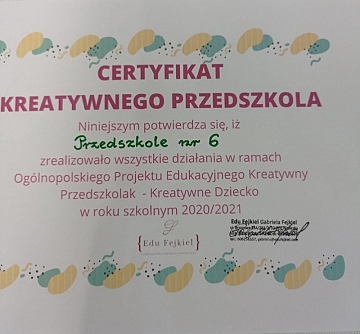 CERTYFIKAT
KREATYWNEGO PRZEDSZKOLA
Niniejszym potwierdza się, iż
Przedszkole nr 6
zrealizowało wszystkie działania w ramach
Ogólnopolskiego Projektu Edukacyjnego Kreatywny
Przedszkolak - Kreatywne Dziecko
w roku szkolnym 2020/2021
{ Edu Fejkiel }
Edu Fejkiel Gabriela Fejkiel